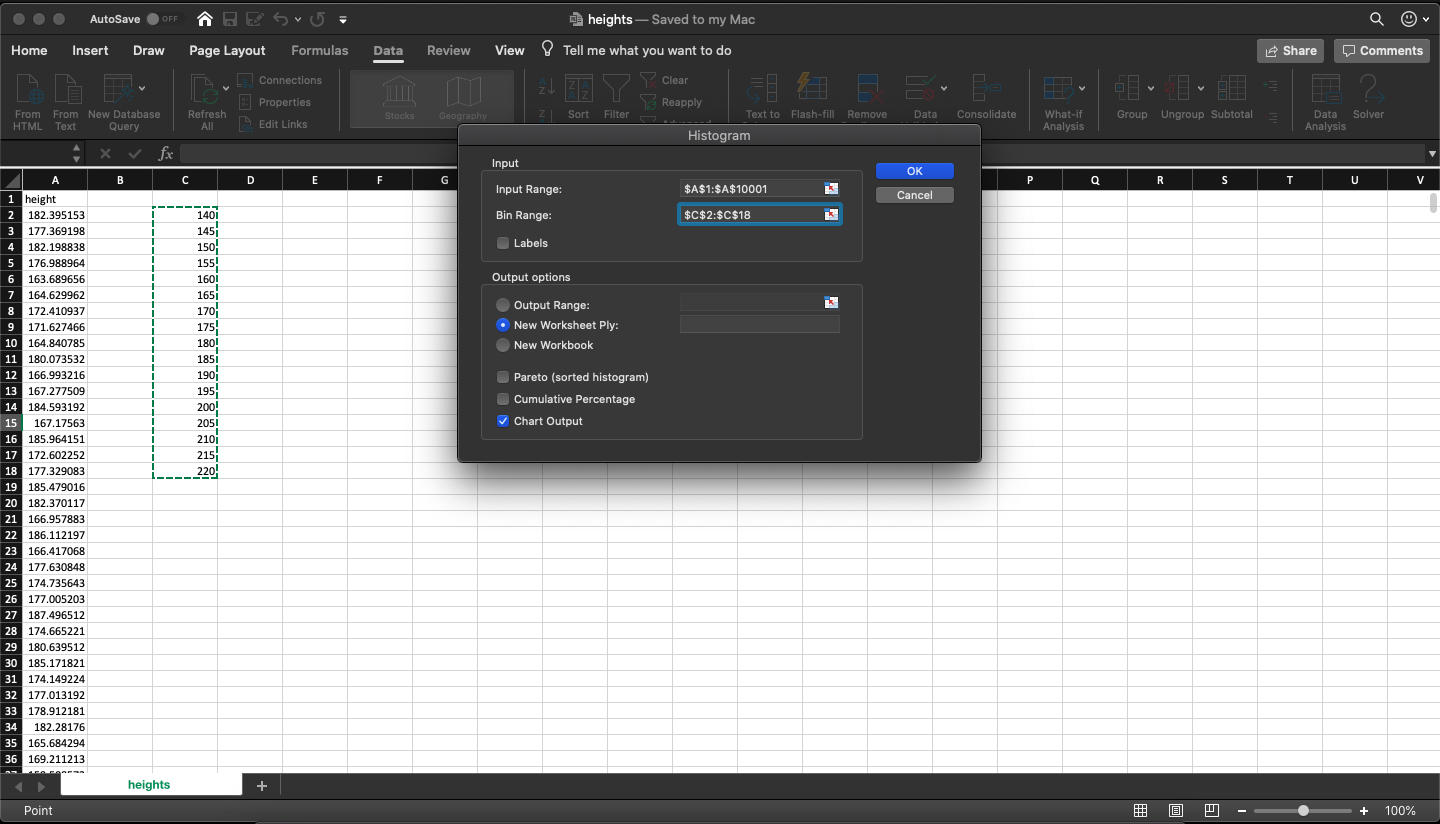 AutoSave OFF heights — Saved to my Mac
Home Insert Draw Page Layout Formulas Data Review View Tell me what you want to do Share Comments
From HTML
From Text
New Database Query
Refresh All
Connections
Properties
Edit Links
Stocks
Geography
Sort
Filter
Clear
Reapply
Advanced
Text to
Flash-fill
Remove
Data
Consolidate
What-if Analysis
Group
Ungroup
Subtotal
Data Analysis
Solver
fx
Histogram
Input
Input Range: $A$1:$A$10001
Bin Range: $C$2:$C$18
Labels
Output options
Output Range:
New Worksheet Ply:
New Workbook
Pareto (sorted histogram)
Cumulative Percentage
Chart Output
OK
Cancel
A B C D E F G P Q R S T U V
1 height
2 182.395153 140
3 177.369198 145
4 182.198838 150
5 176.988964 155
6 163.689656 160
7 164.629962 165
8 172.410937 170
9 171.627466 175
10 164.840785 180
11 180.073532 185
12 166.993216 190
13 167.277509 195
14 184.593192 200
15 167.17563 205
16 185.964151 210
17 172.602252 215
18 177.329083 220
19 185.479016
20 182.370117
21 166.957883
22 186.112197
23 166.417068
24 177.630848
25 174.735643
26 177.005203
27 187.496512
28 174.665221
29 180.639512
30 185.171821
31 174.149224
32 177.013192
33 178.912181
34 182.28176
35 165.684294
36 169.211213
heights
Point 100%